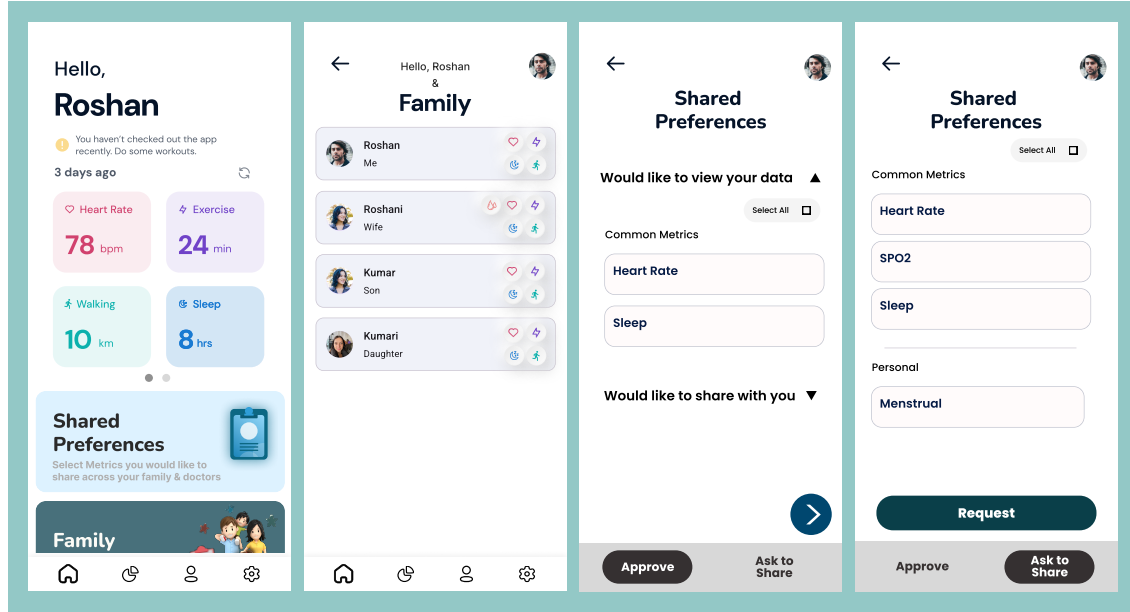 Hello,
Roshan
You haven't checked out the app
recently. Do some workouts.
3 days ago
Heart Rate
78 bpm
Exercise
24 min
Walking
10 km
Sleep
8 hrs
Shared
Preferences
Select Metrics you would like to
share across your family & doctors
Family
Hello, Roshan
&
Family
Roshan
Me
Roshani
Wife
Kumar
Son
Kumari
Daughter
Shared
Preferences
Would like to view your data
Select All
Common Metrics
Heart Rate
Sleep
Would like to share with you
Approve
Ask to
Share
Shared
Preferences
Select All
Common Metrics
Heart Rate
SPO2
Sleep
Personal
Menstrual
Request
Approve
Ask to
Share